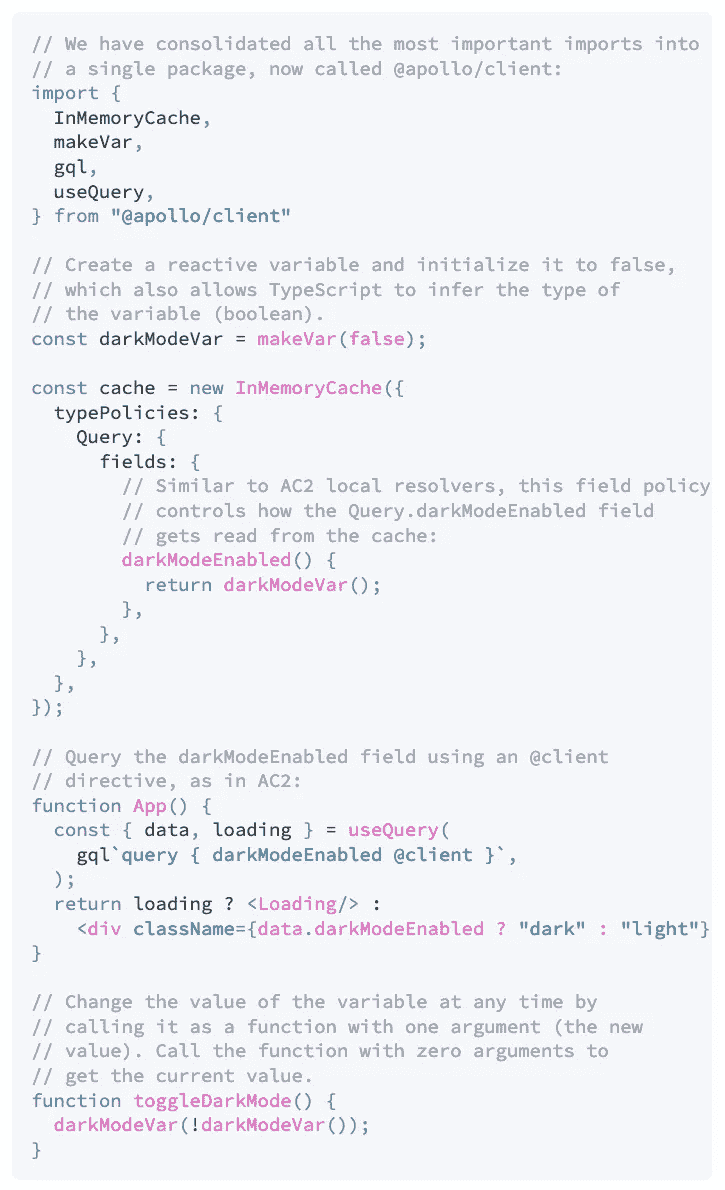 // We have consolidated all the most important imports into
// a single package, now called @apollo/client:
import {
  InMemoryCache,
  makeVar,
  gql,
  useQuery,
} from "@apollo/client"

// Create a reactive variable and initialize it to false,
// which also allows TypeScript to infer the type of
// the variable (boolean).
const darkModeVar = makeVar(false);

const cache = new InMemoryCache({
  typePolicies: {
    Query: {
      fields: {
        // Similar to AC2 local resolvers, this field policy
        // controls how the Query.darkModeEnabled field
        // gets read from the cache:
        darkModeEnabled() {
          return darkModeVar();
        },
      },
    },
  },
});

// Query the darkModeEnabled field using an @client
// directive, as in AC2:
function App() {
  const { data, loading } = useQuery(
    gql`query { darkModeEnabled @client }`,
  );
  return loading ? <Loading/> :
    <div className={data.darkModeEnabled ? "dark" : "light"}
}

// Change the value of the variable at any time by
// calling it as a function with one argument (the new
// value). Call the function with zero arguments to
// get the current value.
function toggleDarkMode() {
  darkModeVar(!darkModeVar());
}